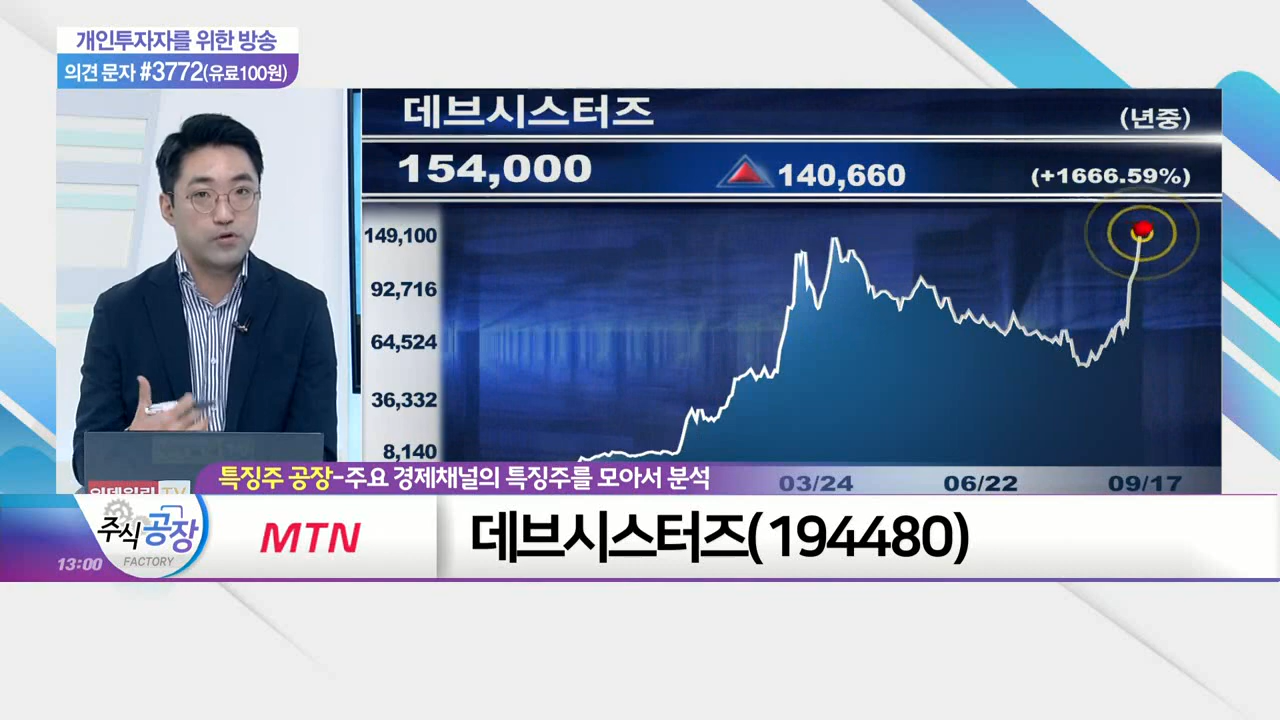 개인투자자를 위한 방송
의견 문자 #3772(유료100원)
데브시스터즈
(년중)
154,000
140,660
(+1666.59%)
149,100
92,716
64,524
36,332
8,140
03/24
06/22
09/17
특징주 공장-주요 경제채널의 특징주를 모아서 분석
주식공장
FACTORY
13:00
MTN
데브시스터즈(194480)